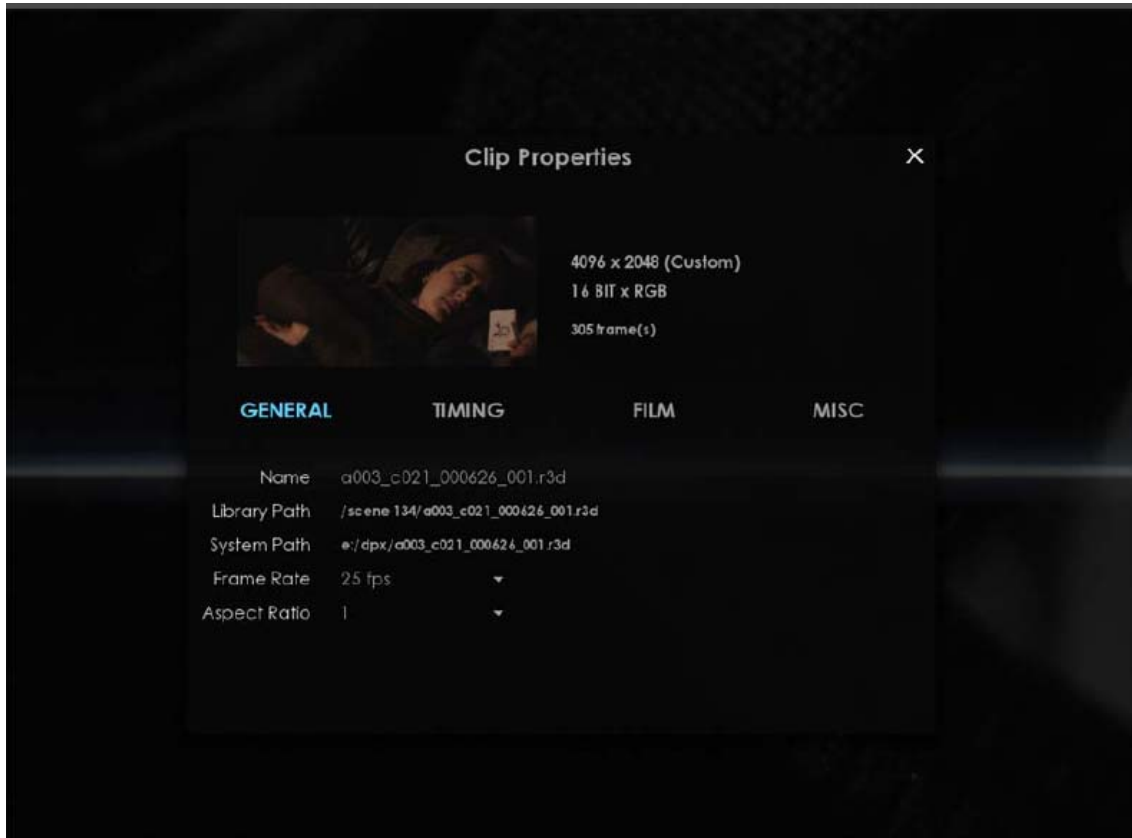 Clip Properties
4096 x 2048 (Custom)
16 BIT x RGB
305 frame(s)
GENERAL TIMING FILM MISC
Name a003_c021_000626_001.r3d
Library Path /scene 134/a003_c021_000626_001.r3d
System Path e:/dpx/a003_c021_000626_001.r3d
Frame Rate 25 fps
Aspect Ratio 1